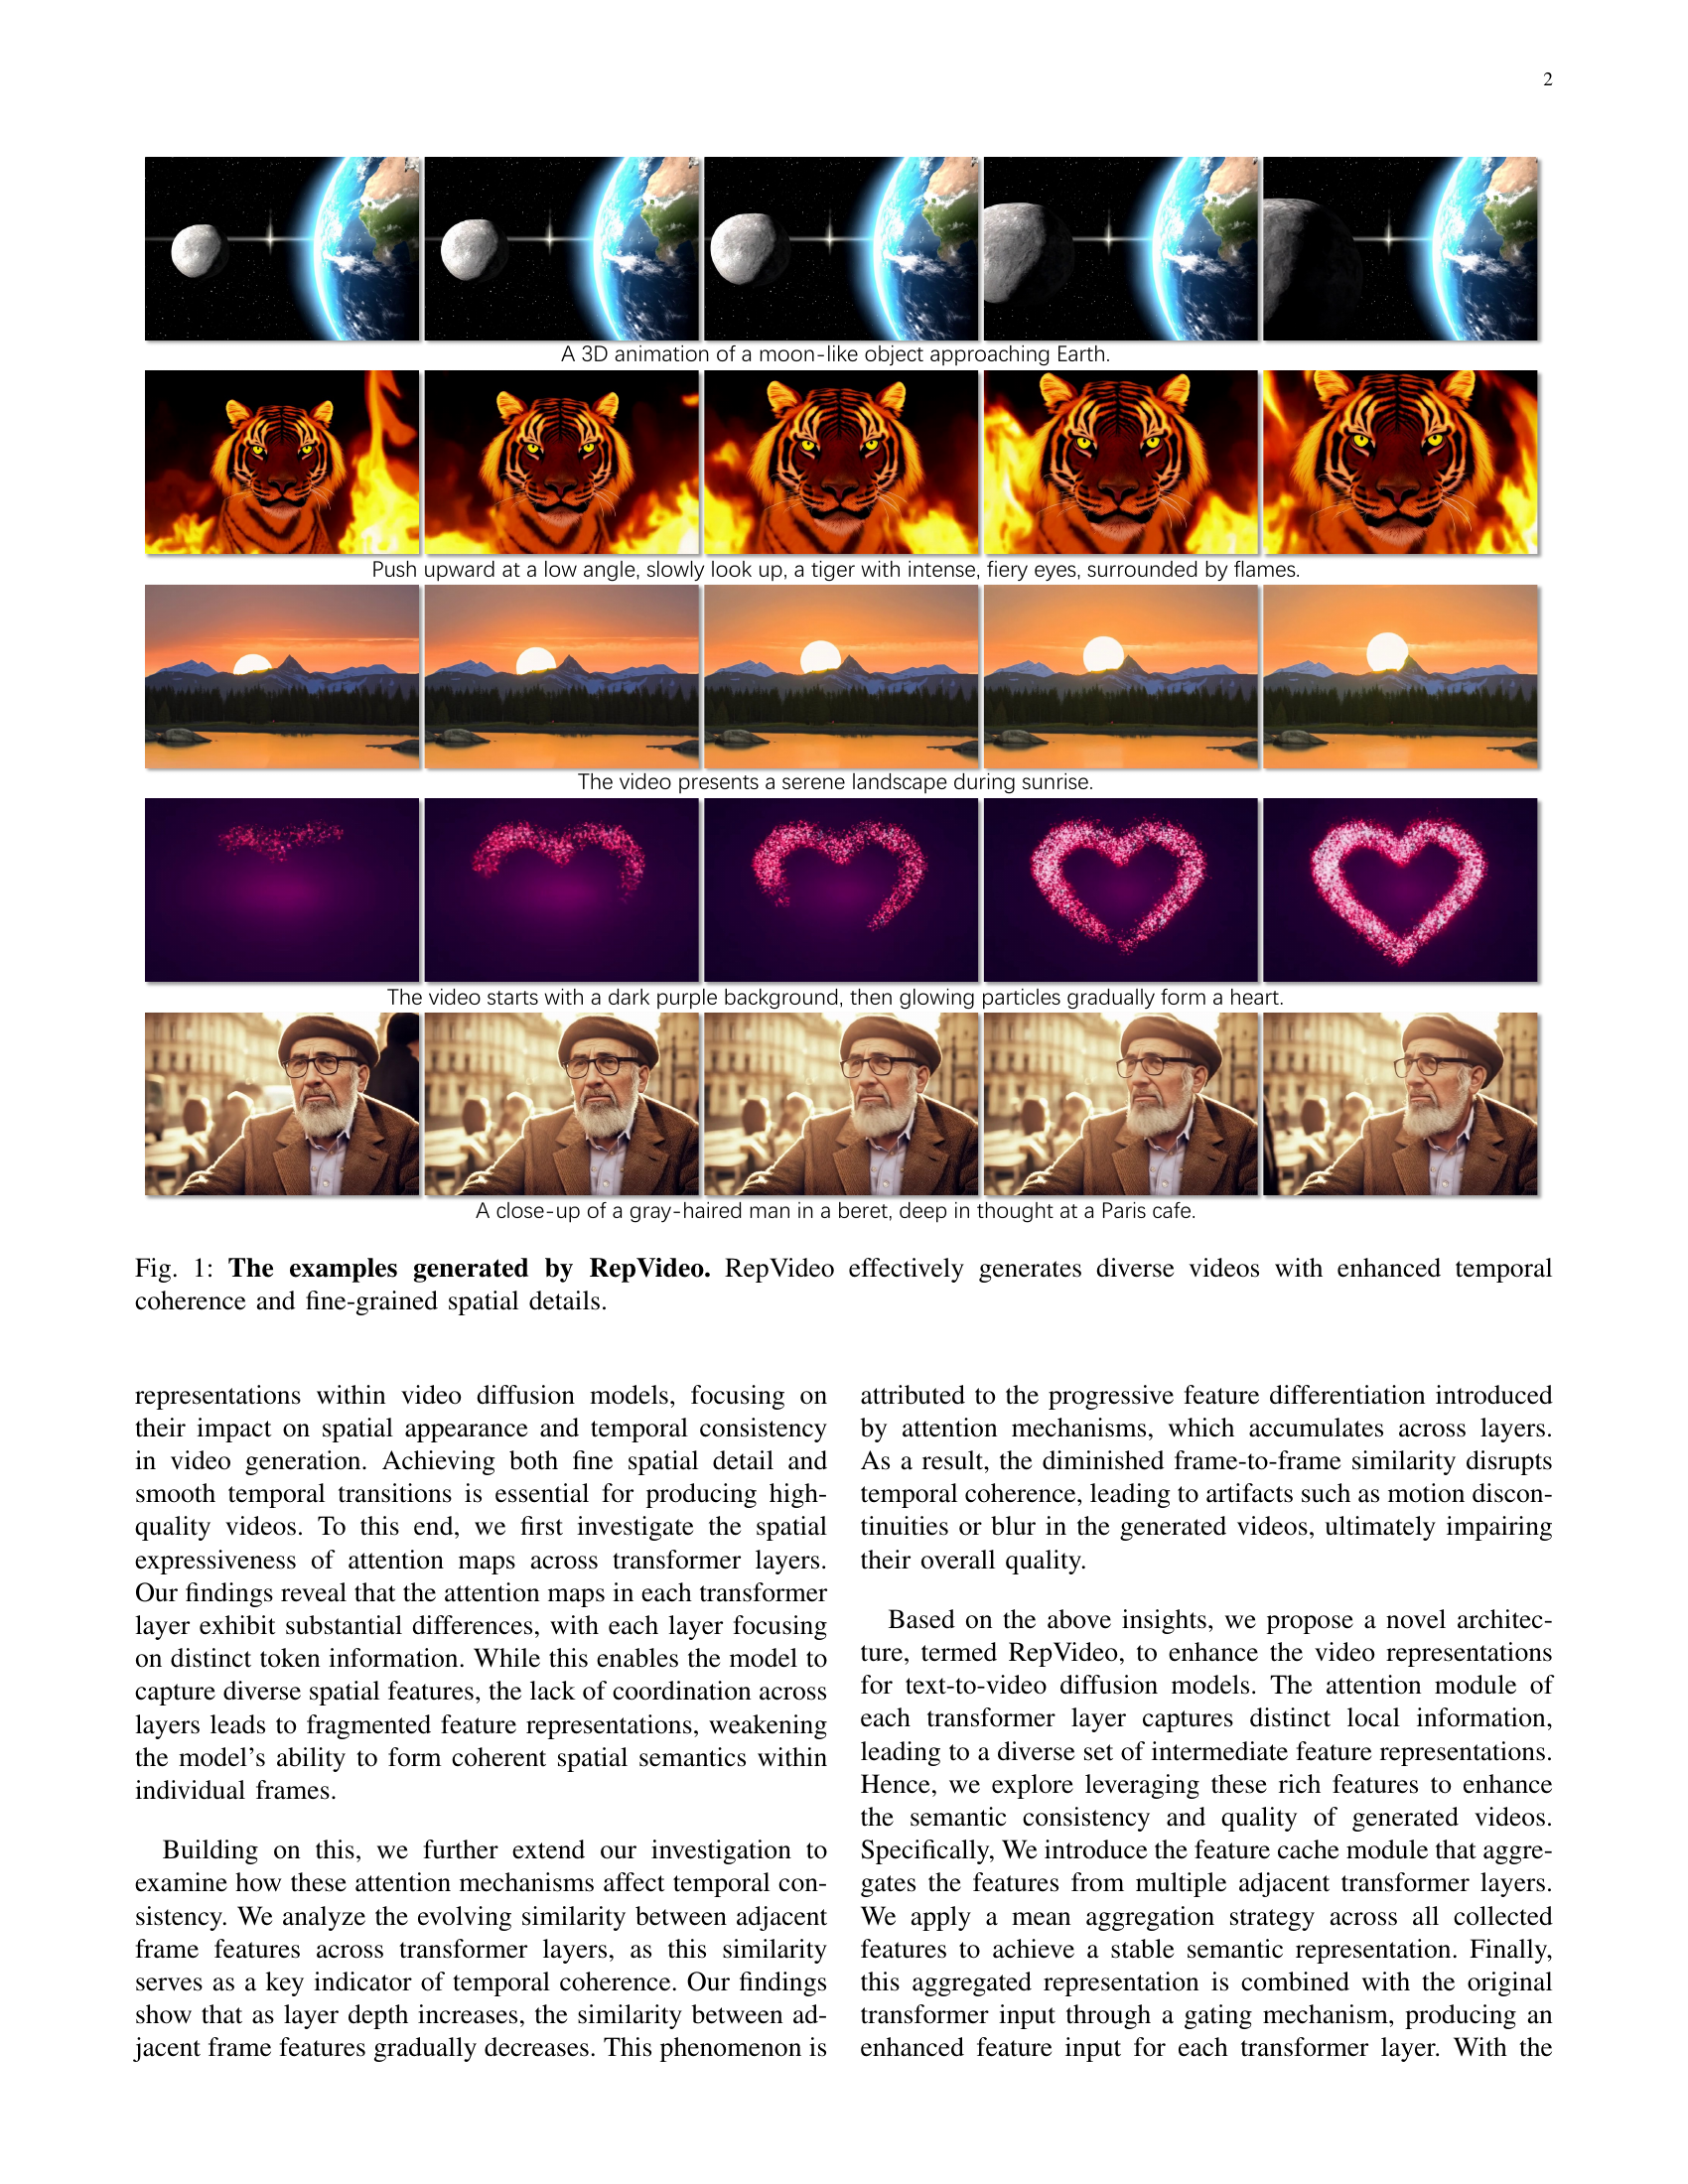 2
A 3D animation of a moon-like object approaching Earth.
Push upward at a low angle, slowly look up, a tiger with intense, fiery eyes, surrounded by flames.
The video presents a serene landscape during sunrise.
The video starts with a dark purple background, then glowing particles gradually form a heart.
A close-up of a gray-haired man in a beret, deep in thought at a Paris cafe.
Fig. 1: The examples generated by RepVideo. RepVideo effectively generates diverse videos with enhanced temporal
coherence and fine-grained spatial details.
representations within video diffusion models, focusing on
their impact on spatial appearance and temporal consistency
in video generation. Achieving both fine spatial detail and
smooth temporal transitions is essential for producing high-
quality videos. To this end, we first investigate the spatial
expressiveness of attention maps across transformer layers.
Our findings reveal that the attention maps in each transformer
layer exhibit substantial differences, with each layer focusing
on distinct token information. While this enables the model to
capture diverse spatial features, the lack of coordination across
layers leads to fragmented feature representations, weakening
the model's ability to form coherent spatial semantics within
individual frames.
Building on this, we further extend our investigation to
examine how these attention mechanisms affect temporal con-
sistency. We analyze the evolving similarity between adjacent
frame features across transformer layers, as this similarity
serves as a key indicator of temporal coherence. Our findings
show that as layer depth increases, the similarity between ad-
jacent frame features gradually decreases. This phenomenon is
attributed to the progressive feature differentiation introduced
by attention mechanisms, which accumulates across layers.
As a result, the diminished frame-to-frame similarity disrupts
temporal coherence, leading to artifacts such as motion discon-
tinuities or blur in the generated videos, ultimately impairing
their overall quality.
Based on the above insights, we propose a novel architec-
ture, termed RepVideo, to enhance the video representations
for text-to-video diffusion models. The attention module of
each transformer layer captures distinct local information,
leading to a diverse set of intermediate feature representations.
Hence, we explore leveraging these rich features to enhance
the semantic consistency and quality of generated videos.
Specifically, We introduce the feature cache module that aggre-
gates the features from multiple adjacent transformer layers.
We apply a mean aggregation strategy across all collected
features to achieve a stable semantic representation. Finally,
this aggregated representation is combined with the original
transformer input through a gating mechanism, producing an
enhanced feature input for each transformer layer. With the